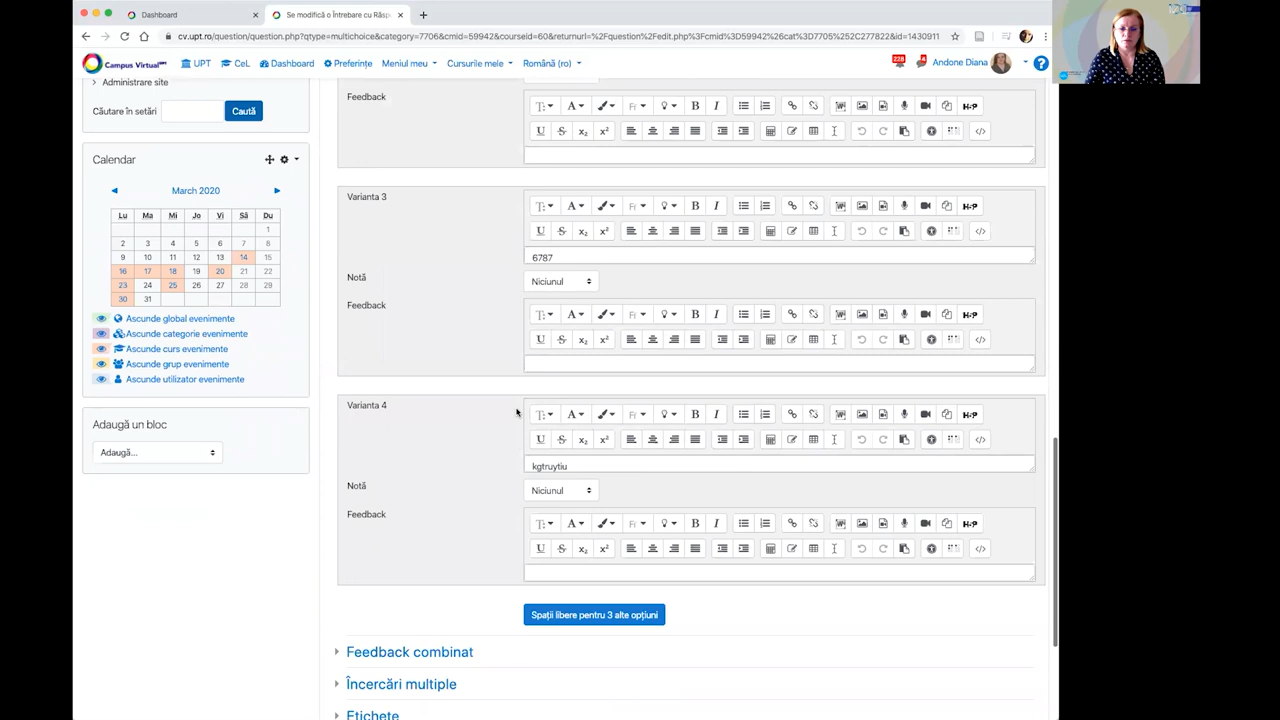 Dashboard
Se modifică o Întrebare cu Răsp
cv.upt.ro/question/question.php?qtype=multichoice&category=7706&cmid=59942&courseid=60&returnurl=%2Fquestion%2Fedit.php%3Fcmid%3D59942%26cat%3D7705%252C277822&id=1430911
Campus Virtual
UPT
CeL
Dashboard
Preferințe
Meniul meu
Cursurile mele
Română (ro)
228
Andone Diana
Administrare site
Căutare în setări
Caută
Calendar
March 2020
Lu Ma Mi Jo Vi Sâ Du
1
2 3 4 5 6 7 8
9 10 11 12 13 14 15
16 17 18 19 20 21 22
23 24 25 26 27 28 29
30 31
Ascunde global evenimente
Ascunde categorie evenimente
Ascunde curs evenimente
Ascunde grup evenimente
Ascunde utilizator evenimente
Adaugă un bloc
Adaugă...
Feedback
Varianta 3
6787
Notă
Niciunul
Feedback
Varianta 4
kgtruytiu
Notă
Niciunul
Feedback
Spații libere pentru 3 alte opțiuni
Feedback combinat
Încercări multiple
Etichete